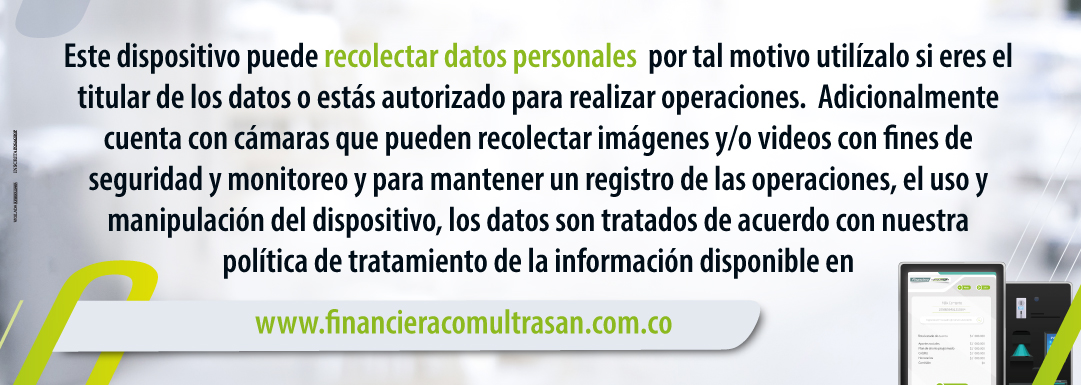 Este dispositivo puede recolectar datos personales por tal motivo utilízalo si eres el
titular de los datos o estás autorizado para realizar operaciones. Adicionalmente
cuenta con cámaras que pueden recolectar imágenes y/o videos con fines de
seguridad y monitoreo y para mantener un registro de las operaciones, el uso y
manipulación del dispositivo, los datos son tratados de acuerdo con nuestra
política de tratamiento de la información disponible en
www.financieracomultrasan.com.co